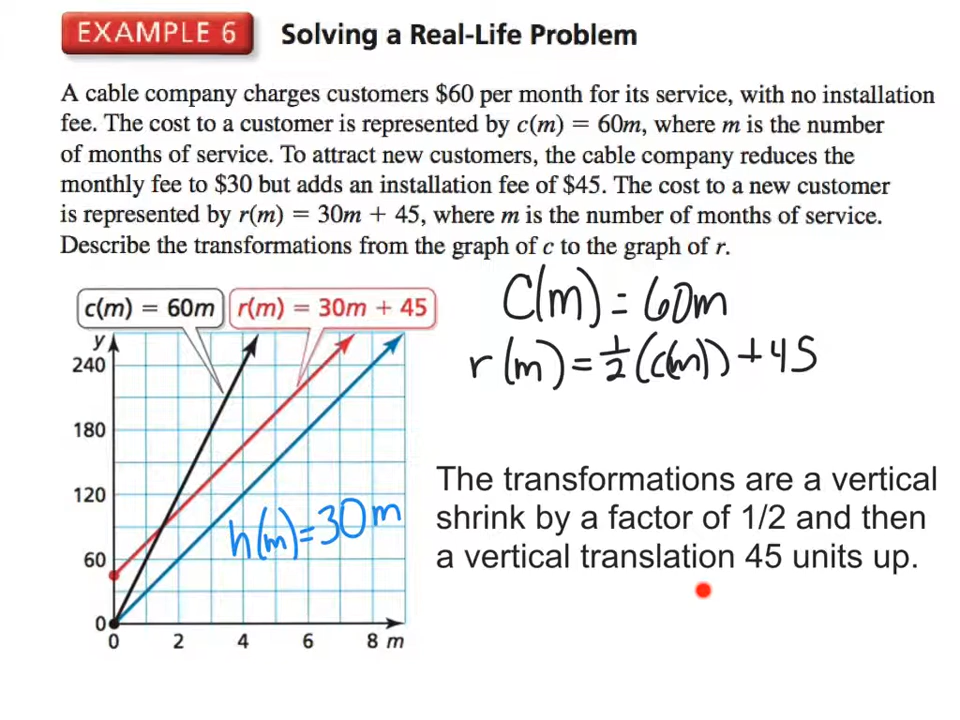 EXAMPLE 6 Solving a Real-Life Problem
A cable company charges customers $60 per month for its service, with no installation
fee. The cost to a customer is represented by c(m) = 60m, where m is the number
of months of service. To attract new customers, the cable company reduces the
monthly fee to $30 but adds an installation fee of $45. The cost to a new customer
is represented by r(m) = 30m + 45, where m is the number of months of service.
Describe the transformations from the graph of c to the graph of r.
c(m) = 60m r(m) = 30m + 45
y
240
180
120
60
0
0 2 4 6 8 m
h(m)=30m
C(m) = 60m
r(m) = 1/2 (c(m)) + 45
The transformations are a vertical
shrink by a factor of 1/2 and then
a vertical translation 45 units up.